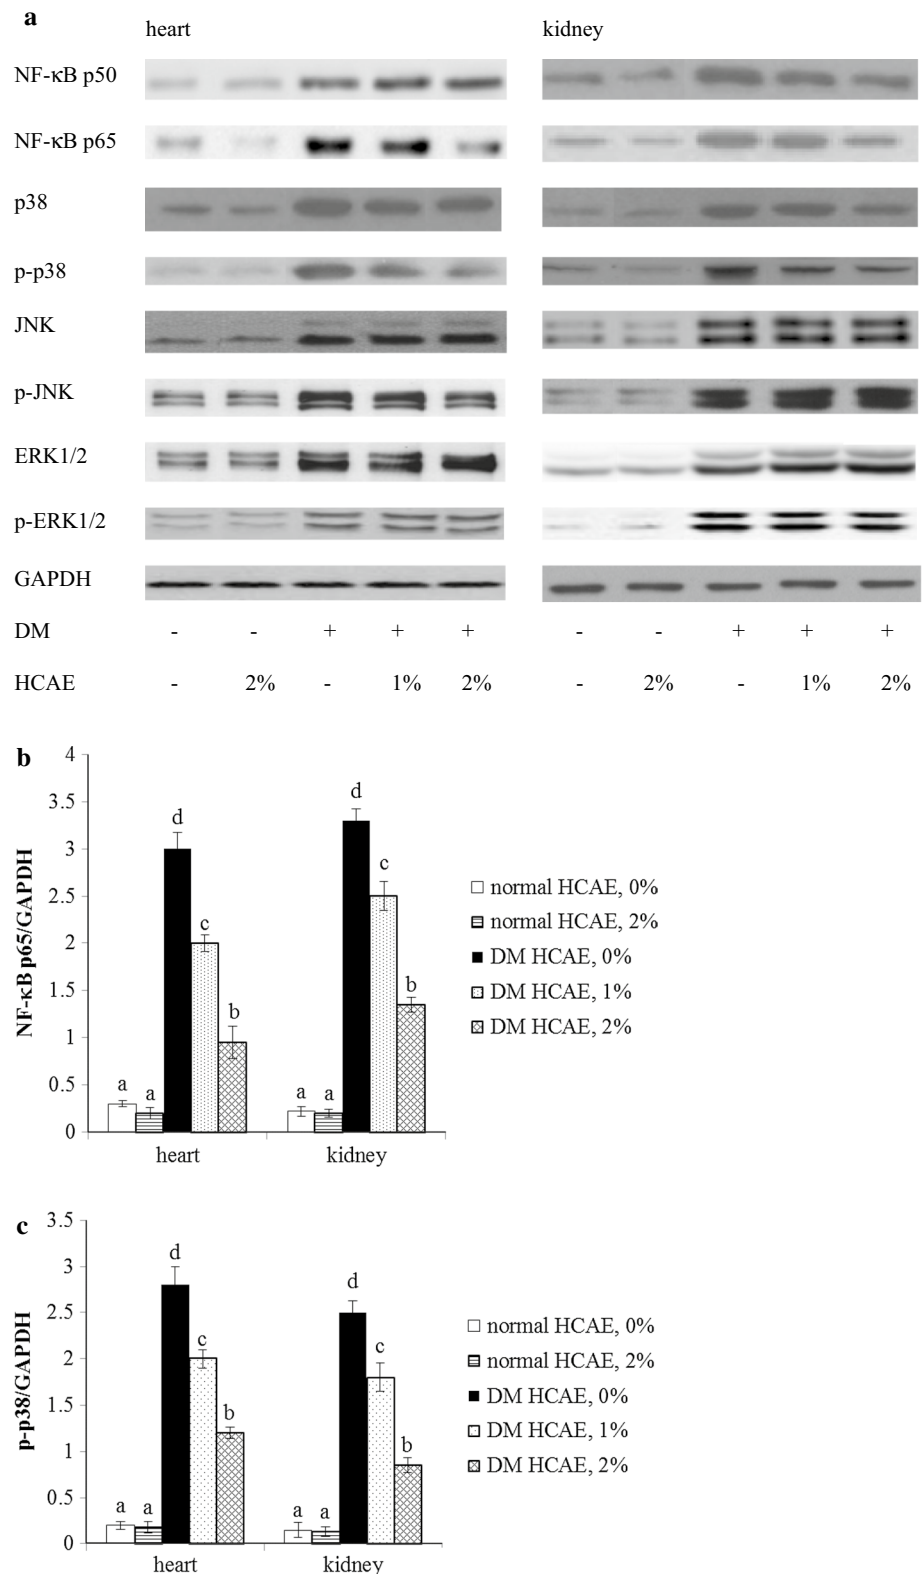 a
heart kidney
NF-κB p50
NF-κB p65
p38
p-p38
JNK
p-JNK
ERK1/2
p-ERK1/2
GAPDH
DM - - + + + - - + + +
HCAE - 2% - 1% 2% - 2% - 1% 2%
b
NF-κB p65/GAPDH
4
3.5
3
2.5
2
1.5
1
0.5
0
a a d c b
a a d c b
heart kidney
normal HCAE, 0%
normal HCAE, 2%
DM HCAE, 0%
DM HCAE, 1%
DM HCAE, 2%
c
p-p38/GAPDH
3.5
3
2.5
2
1.5
1
0.5
0
a a d c b
a a d c b
heart kidney
normal HCAE, 0%
normal HCAE, 2%
DM HCAE, 0%
DM HCAE, 1%
DM HCAE, 2%